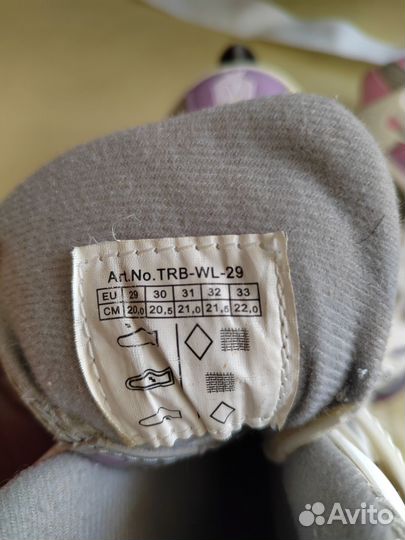 Art.No.TRB-WL-29
EU 29 30 31 32 33
CM 20,0 20,5 21,0 21,5 22,0
Avito